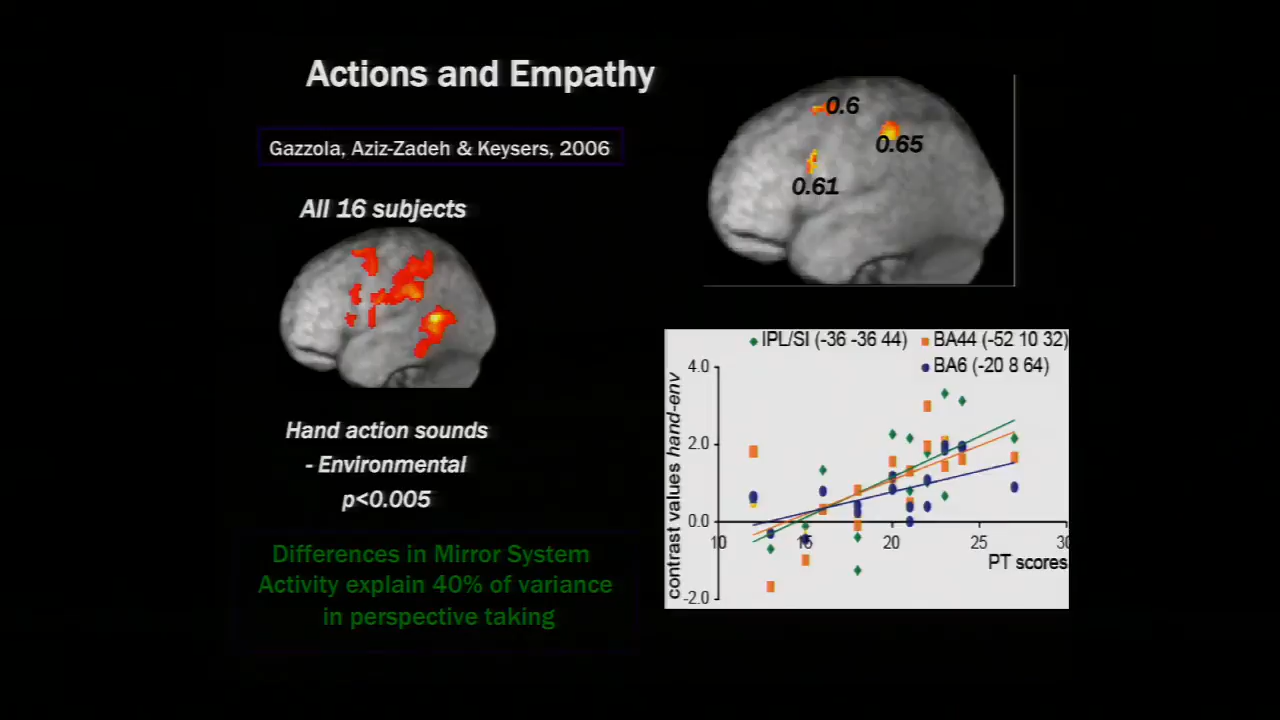 Actions and Empathy
Gazzola, Aziz-Zadeh & Keysers, 2006
All 16 subjects
Hand action sounds
- Environmental
p<0.005
Differences in Mirror System
Activity explain 40% of variance
in perspective taking
0.6
0.65
0.61
IPL/SI (-36 -36 44)
BA44 (-52 10 32)
BA6 (-20 8 64)
contrast values hand-env
4.0
2.0
0.0
-2.0
10
15
20
25
30
PT scores